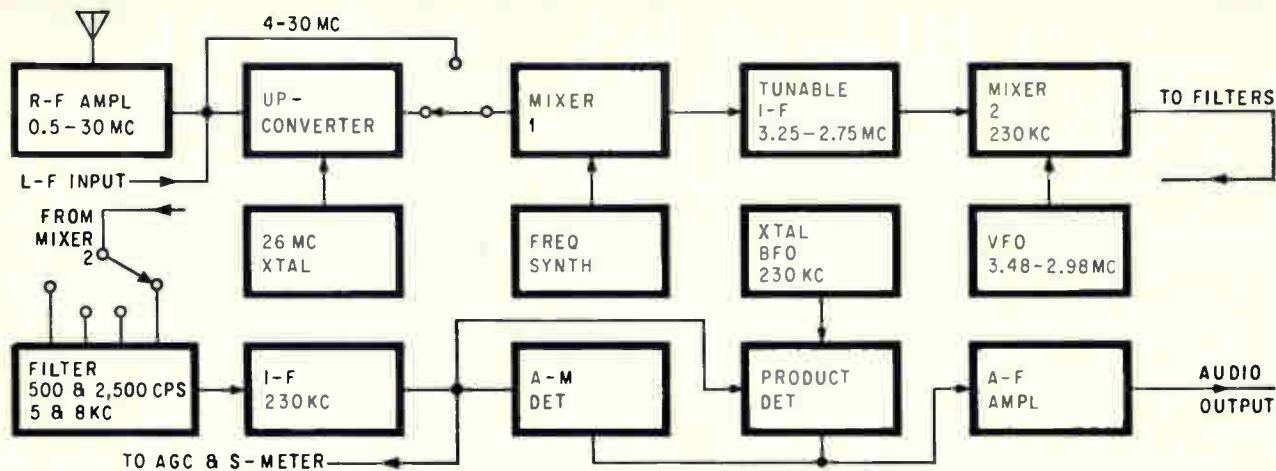 4-30 MC
R-F AMPL
0.5-30 MC
UP-
CONVERTER
MIXER
1
TUNABLE
I-F
3.25-2.75 MC
MIXER
2
230 KC
TO FILTERS
L-F INPUT
FROM
MIXER
2
26 MC
XTAL
FREQ
SYNTH
XTAL
BFO
230 KC
VFO
3.48-2.98 MC
FILTER
500 & 2,500 CPS
5 & 8 KC
I-F
230 KC
A-M
DET
PRODUCT
DET
A-F
AMPL
AUDIO
OUTPUT
TO AGC & S-METER